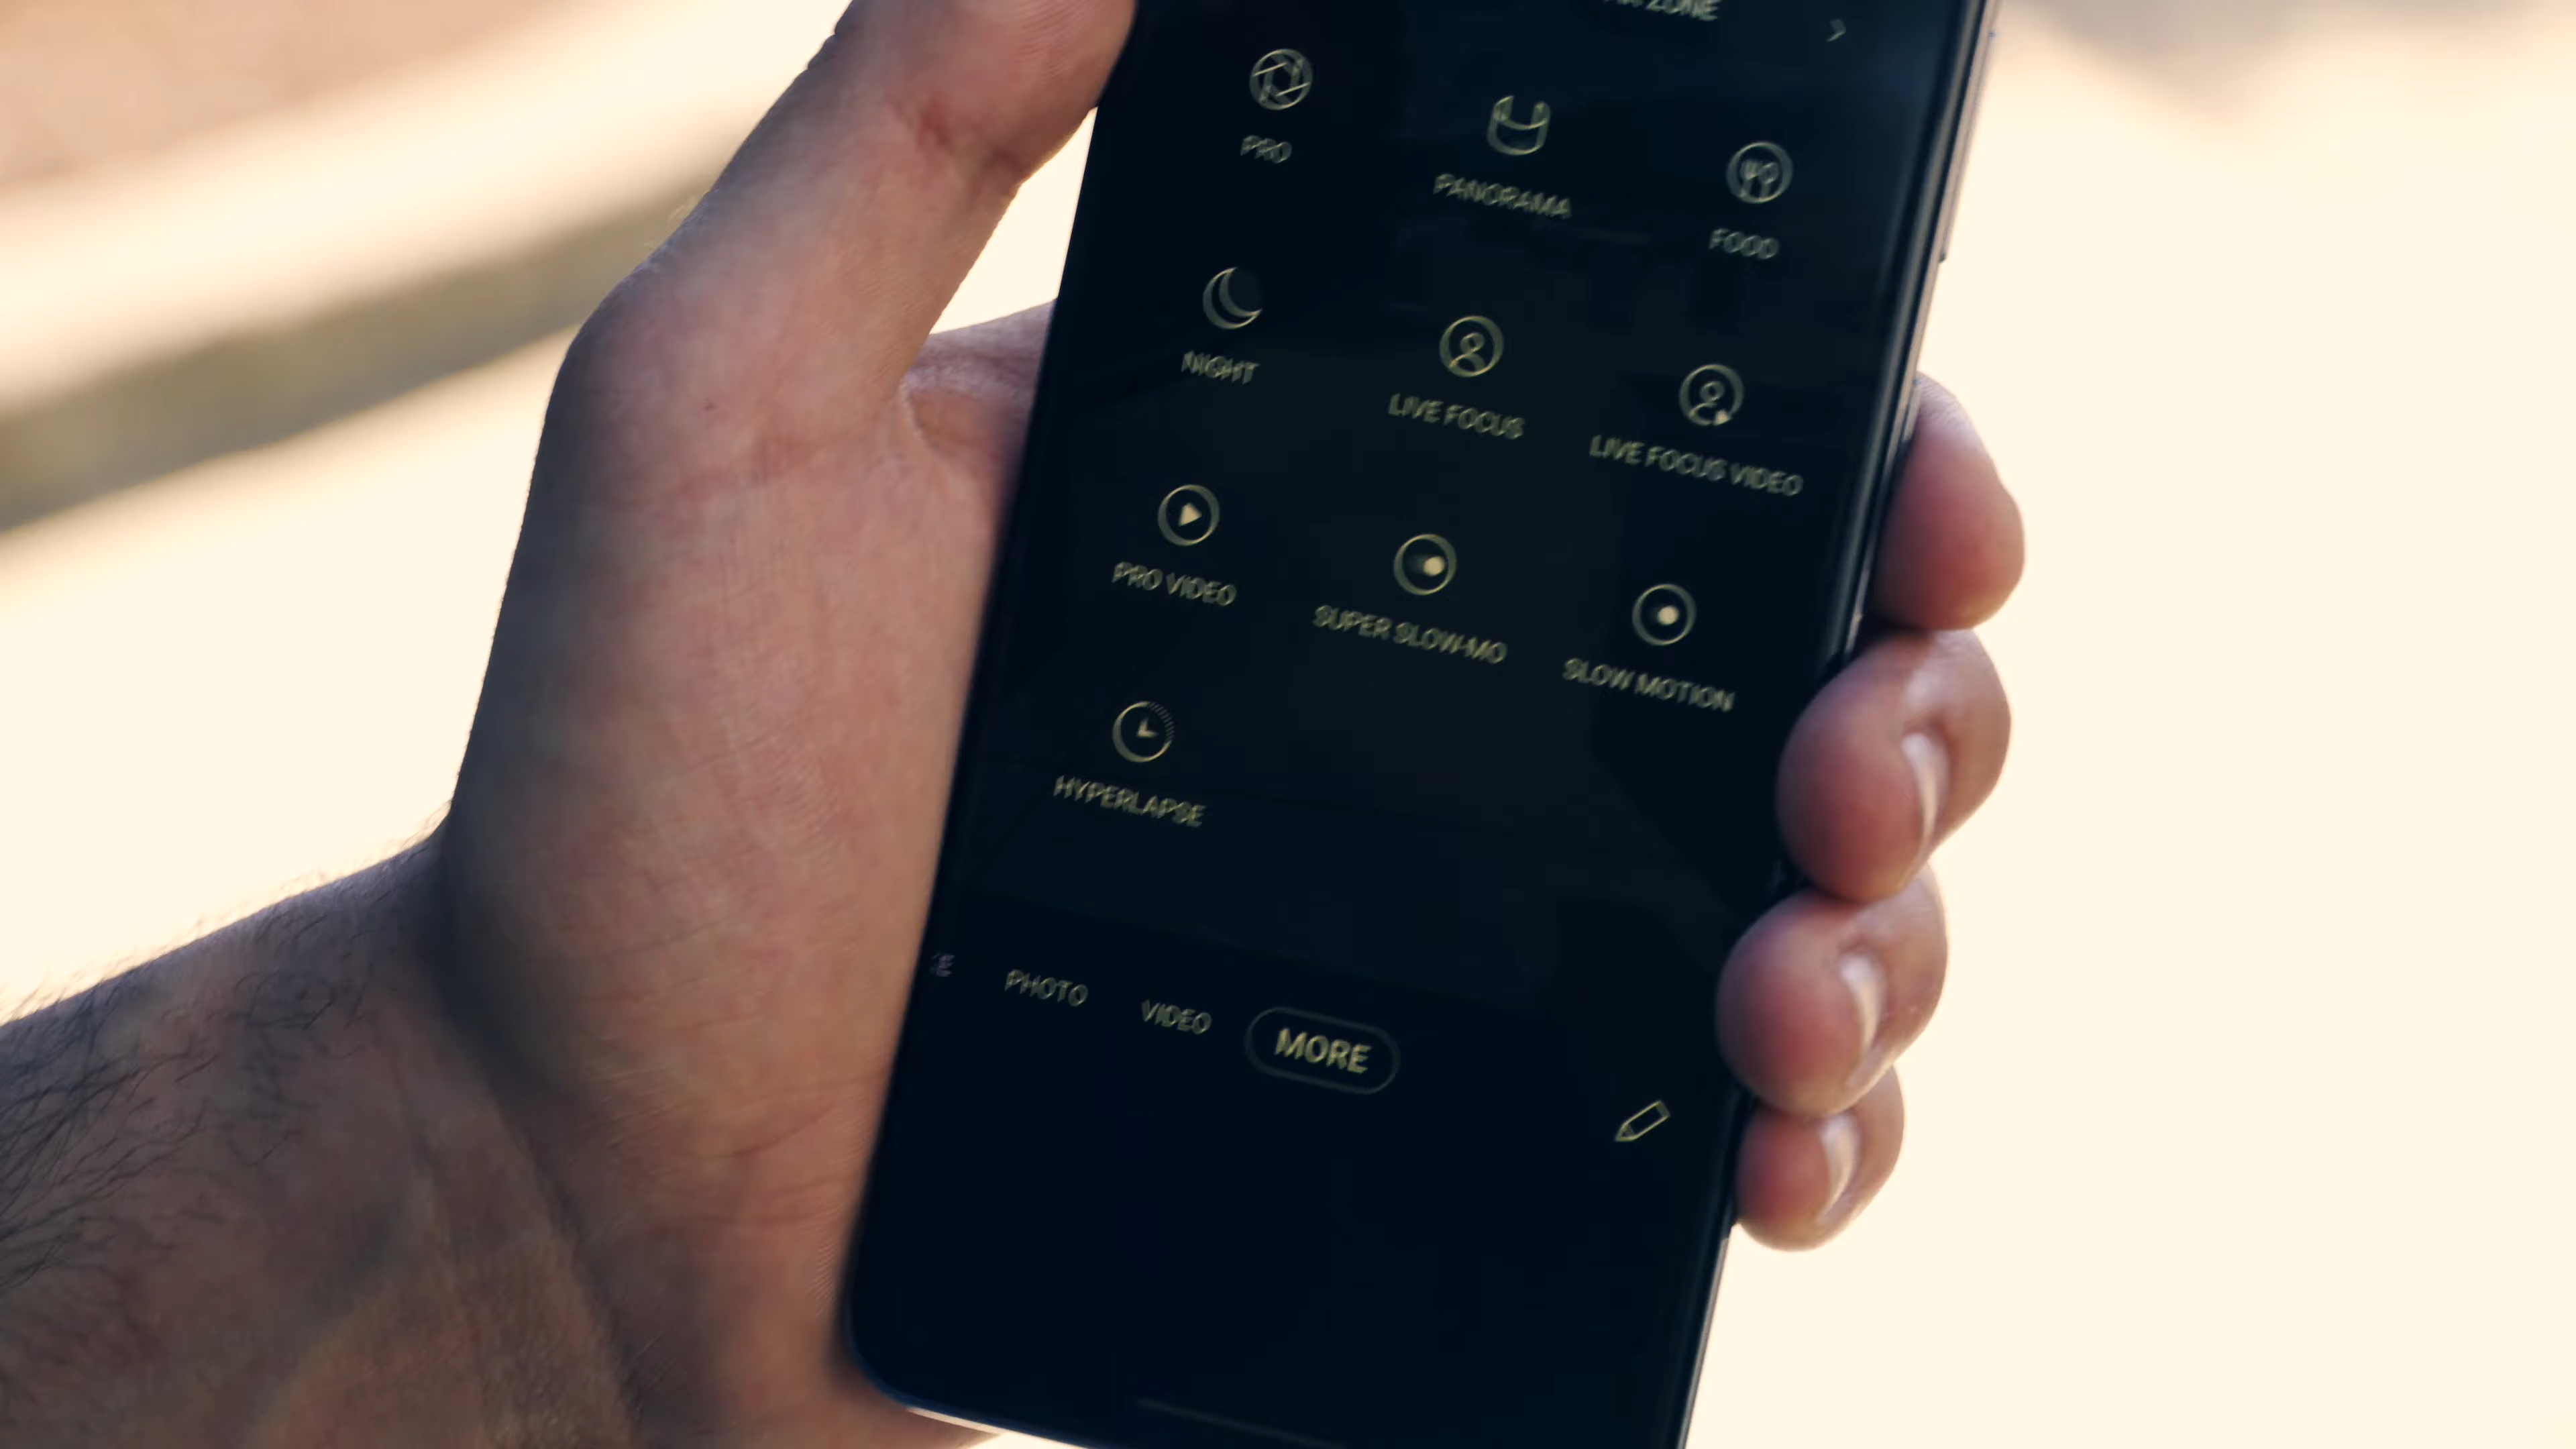 ZONE
PRO
PANORAMA
FOOD
NIGHT
LIVE FOCUS
LIVE FOCUS VIDEO
PRO VIDEO
SUPER SLOW-MO
SLOW MOTION
HYPERLAPSE
PHOTO
VIDEO
MORE